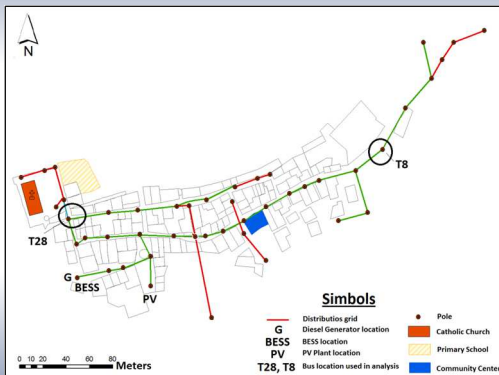 N
T8
T28
G
BESS
PV
Simbols
Distributios grid
G Diesel Generator location
BESS BESS location
PV PV Plant location
T28, T8 Bus location used in analysis
Pole
Catholic Church
Primary School
Community Center
0 10 20 40 60 80
Meters